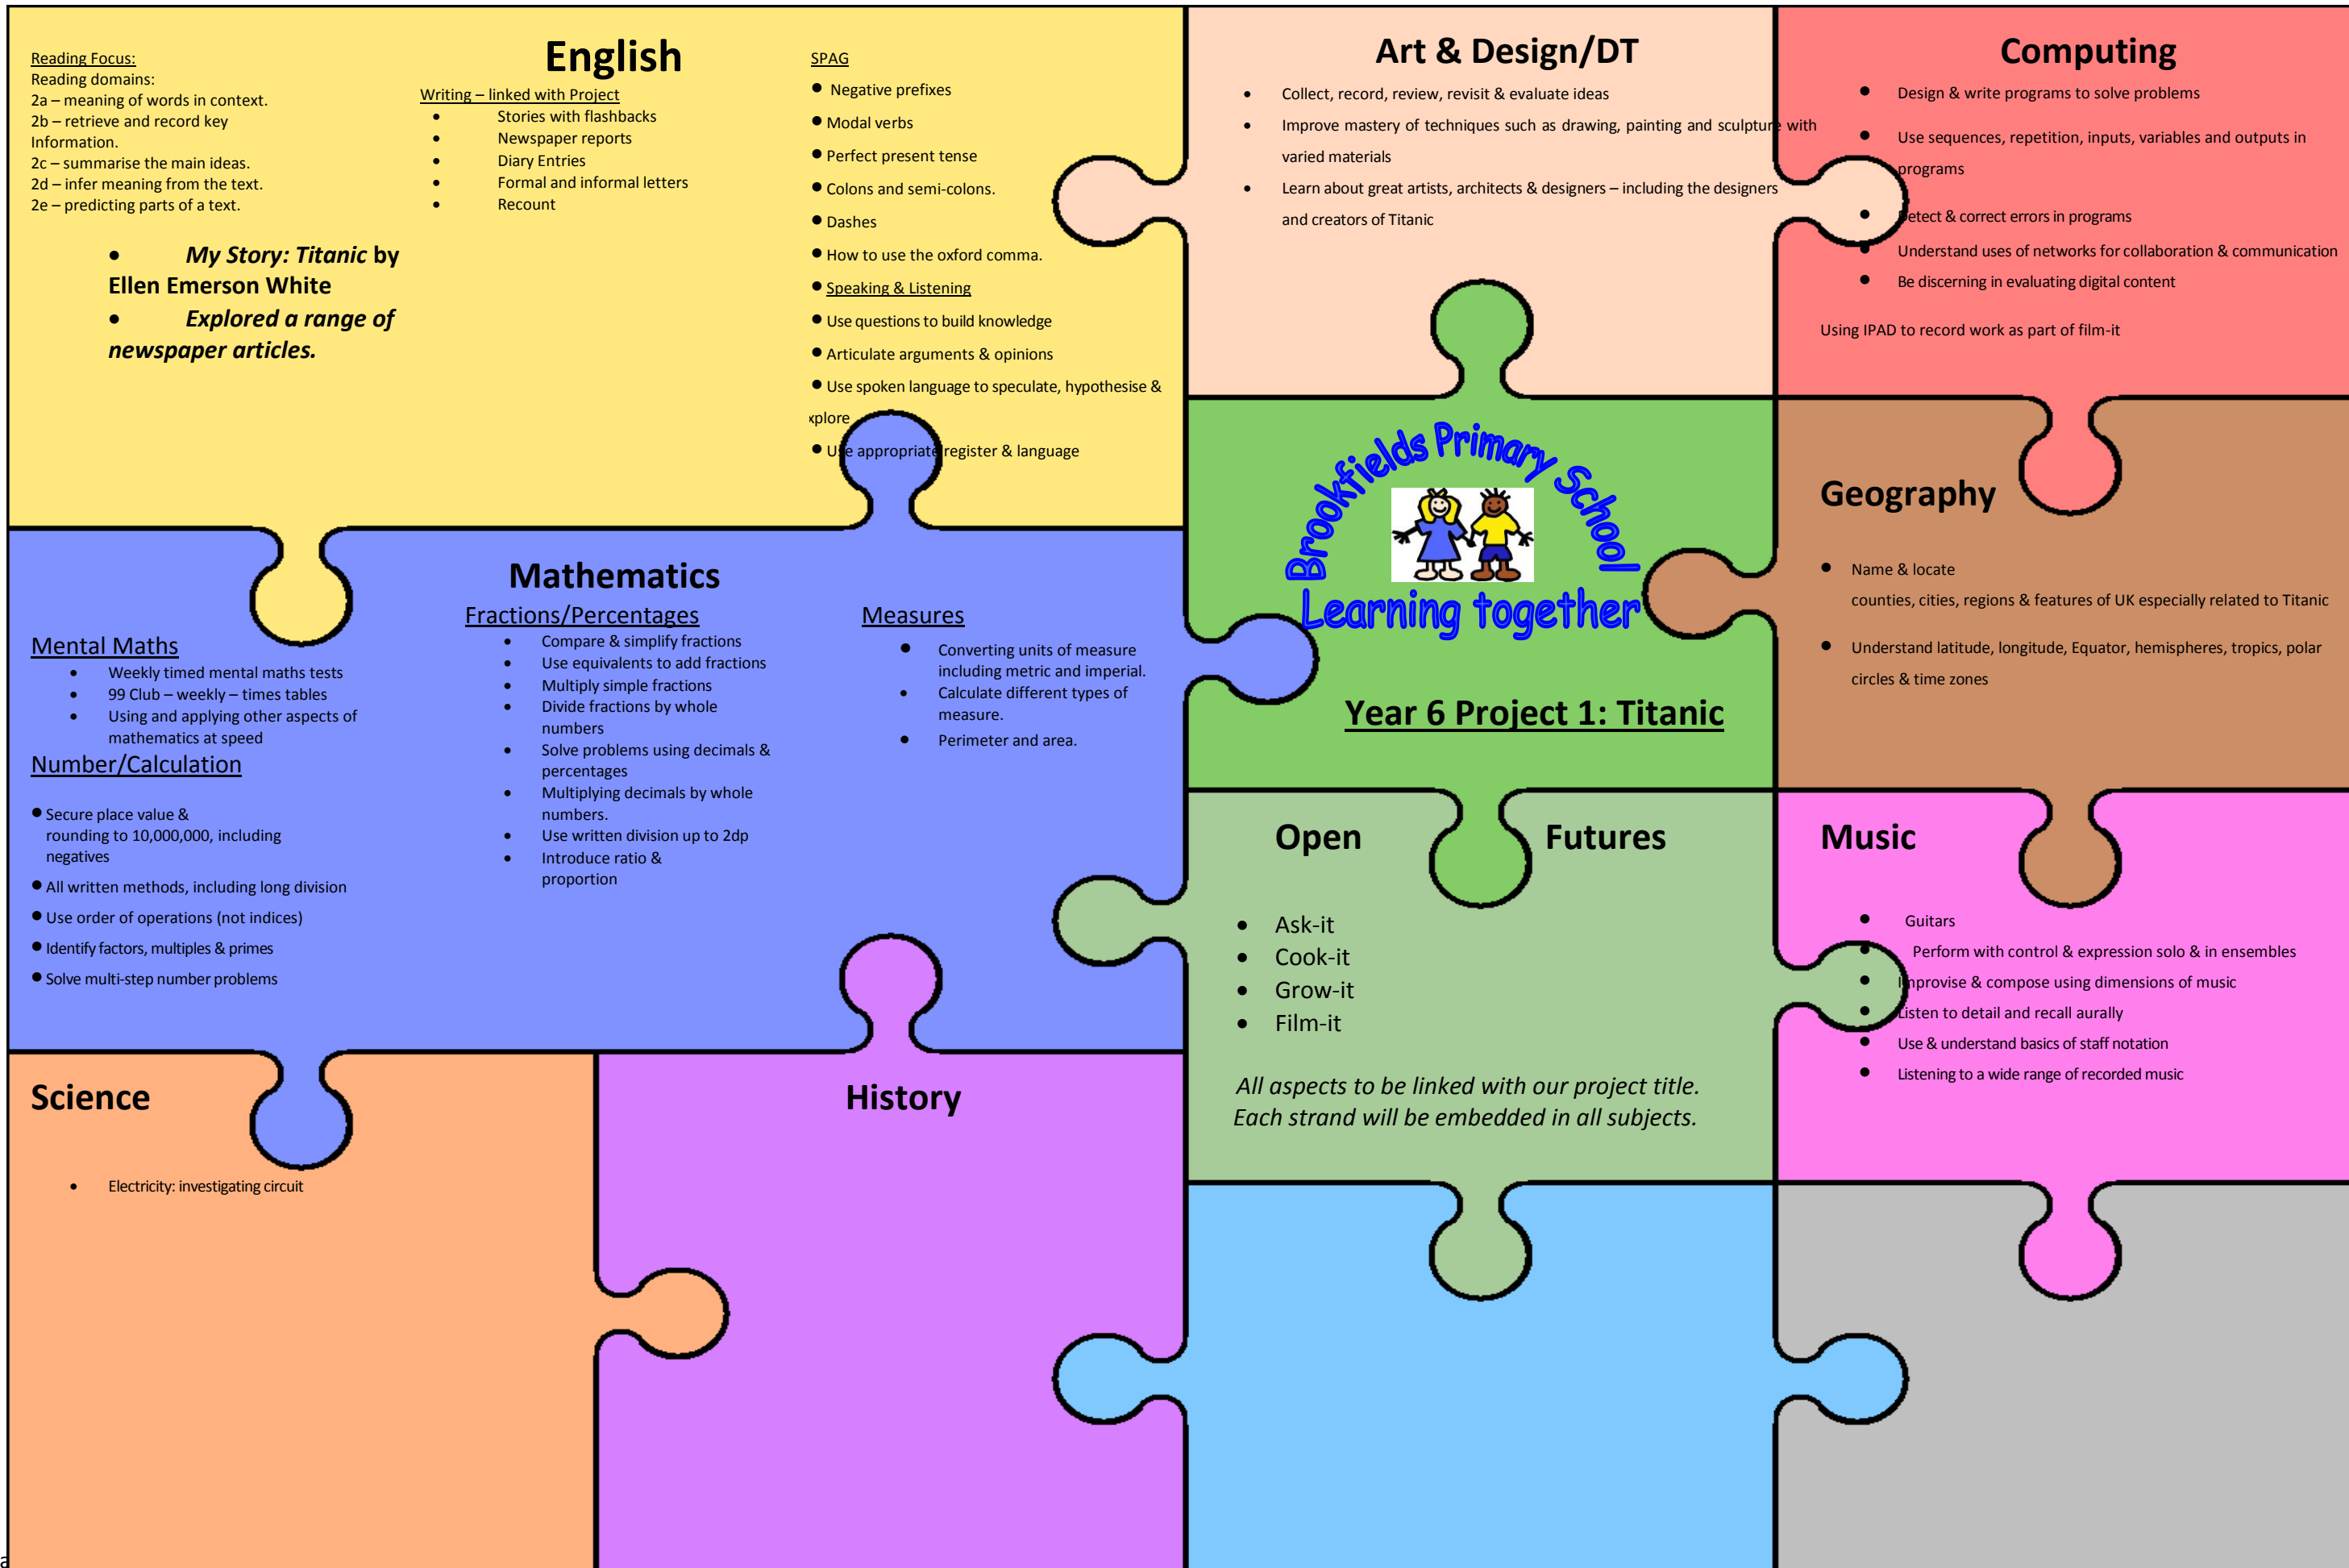 English
Reading Focus:
Reading domains:
2a – meaning of words in context.
2b – retrieve and record key
Information.
2c – summarise the main ideas.
2d – infer meaning from the text.
2e – predicting parts of a text.
• My Story: Titanic by
Ellen Emerson White
• Explored a range of
newspaper articles.
Writing – linked with Project
• Stories with flashbacks
• Newspaper reports
• Diary Entries
• Formal and informal letters
• Recount
SPAG
• Negative prefixes
• Modal verbs
• Perfect present tense
• Colons and semi-colons.
• Dashes
• How to use the oxford comma.
• Speaking & Listening
• Use questions to build knowledge
• Articulate arguments & opinions
• Use spoken language to speculate, hypothesise &
xplore
• Use appropriate register & language
Art & Design/DT
• Collect, record, review, revisit & evaluate ideas
• Improve mastery of techniques such as drawing, painting and sculpture with
varied materials
• Learn about great artists, architects & designers – including the designers
and creators of Titanic
Computing
• Design & write programs to solve problems
• Use sequences, repetition, inputs, variables and outputs in
programs
• Detect & correct errors in programs
• Understand uses of networks for collaboration & communication
• Be discerning in evaluating digital content
Using IPAD to record work as part of film-it
Mathematics
Mental Maths
• Weekly timed mental maths tests
• 99 Club – weekly – times tables
• Using and applying other aspects of
mathematics at speed
Number/Calculation
• Secure place value &
rounding to 10,000,000, including
negatives
• All written methods, including long division
• Use order of operations (not indices)
• Identify factors, multiples & primes
• Solve multi-step number problems
Fractions/Percentages
• Compare & simplify fractions
• Use equivalents to add fractions
• Multiply simple fractions
• Divide fractions by whole
numbers
• Solve problems using decimals &
percentages
• Multiplying decimals by whole
numbers.
• Use written division up to 2dp
• Introduce ratio &
proportion
Measures
• Converting units of measure
including metric and imperial.
• Calculate different types of
measure.
• Perimeter and area.
Brookfields Primary School
Learning together
Year 6 Project 1: Titanic
Geography
• Name & locate
counties, cities, regions & features of UK especially related to Titanic
• Understand latitude, longitude, Equator, hemispheres, tropics, polar
circles & time zones
Open Futures
• Ask-it
• Cook-it
• Grow-it
• Film-it
All aspects to be linked with our project title.
Each strand will be embedded in all subjects.
Music
• Guitars
• Perform with control & expression solo & in ensembles
• Improvise & compose using dimensions of music
• Listen to detail and recall aurally
• Use & understand basics of staff notation
• Listening to a wide range of recorded music
Science
• Electricity: investigating circuit
History
a